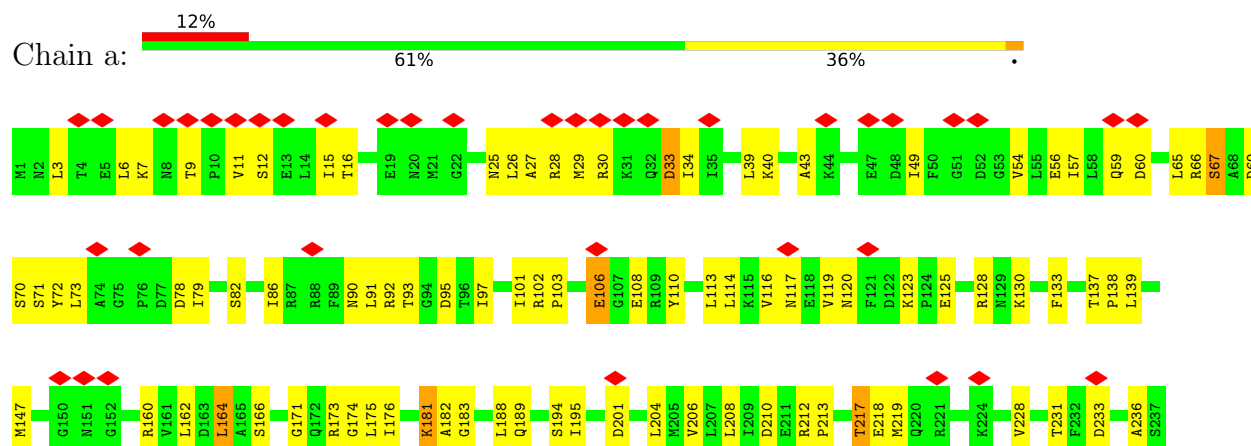 12%
Chain a:
61% 36% •
M1 N2 L3 T4 E5 L6 K7 N8 T9 P10 V11 S12 E13 L14 I15 T16 E19 N20 M21 G22 N25 L26 A27 R28 M29 R30 K31 Q32 D33 I34 I35 L39 K40 A43 K44 E47 D48 I49 F50 G51 D52 G53 V54 L55 E56 I57 L58 Q59 D60 L65 R66 S67 A68 D69
S70 S71 Y72 L73 A74 G75 P76 D77 D78 I79 S82 I86 R87 R88 F89 N90 L91 R92 T93 G94 D95 T96 I97 I101 R102 P103 E106 G107 E108 R109 Y110 L113 L114 K115 V116 N117 E118 V119 N120 F121 D122 K123 P124 E125 R128 N129 K130 F133 T137 P138 L139
M147 G150 N151 G152 R160 V161 L162 D163 L164 A165 S166 G171 Q172 R173 G174 L175 I176 K181 A182 G183 L188 Q189 S194 I195 D201 L204 M205 V206 L207 L208 I209 D210 E211 R212 P213 T217 E218 M219 Q220 R221 K224 V228 T231 F232 D233 A236 S237